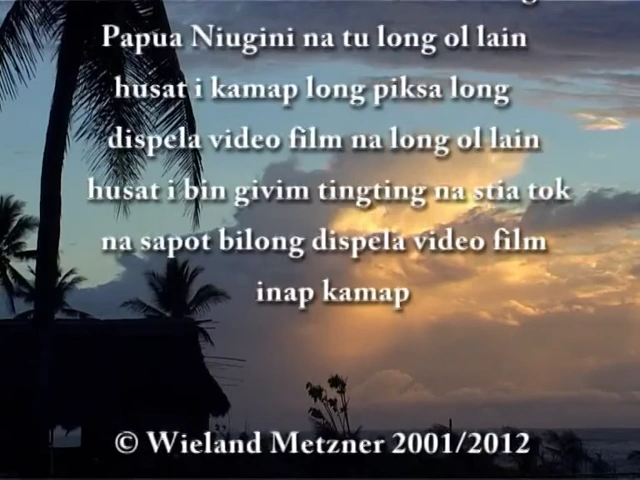 Papua Niugini na tu long ol lain
husat i kamap long piksa long
dispela video film na long ol lain
husat i bin givim tingting na stia tok
na sapot bilong dispela video film
inap kamap
© Wieland Metzner 2001/2012